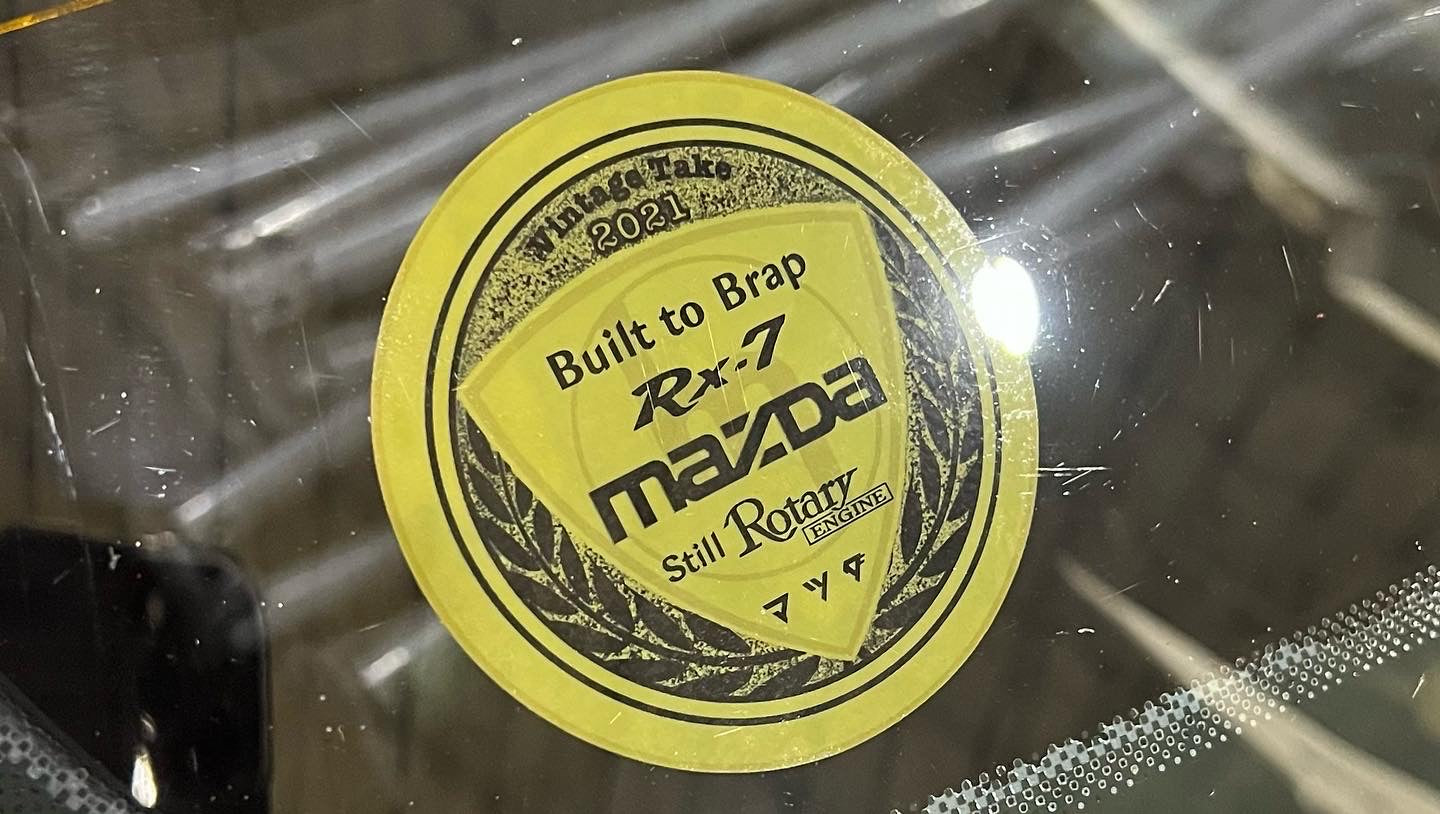 Vintage Take
2021
Built to Brap
Rx-7
mazda
Still Rotary
ENGINE
マツダ